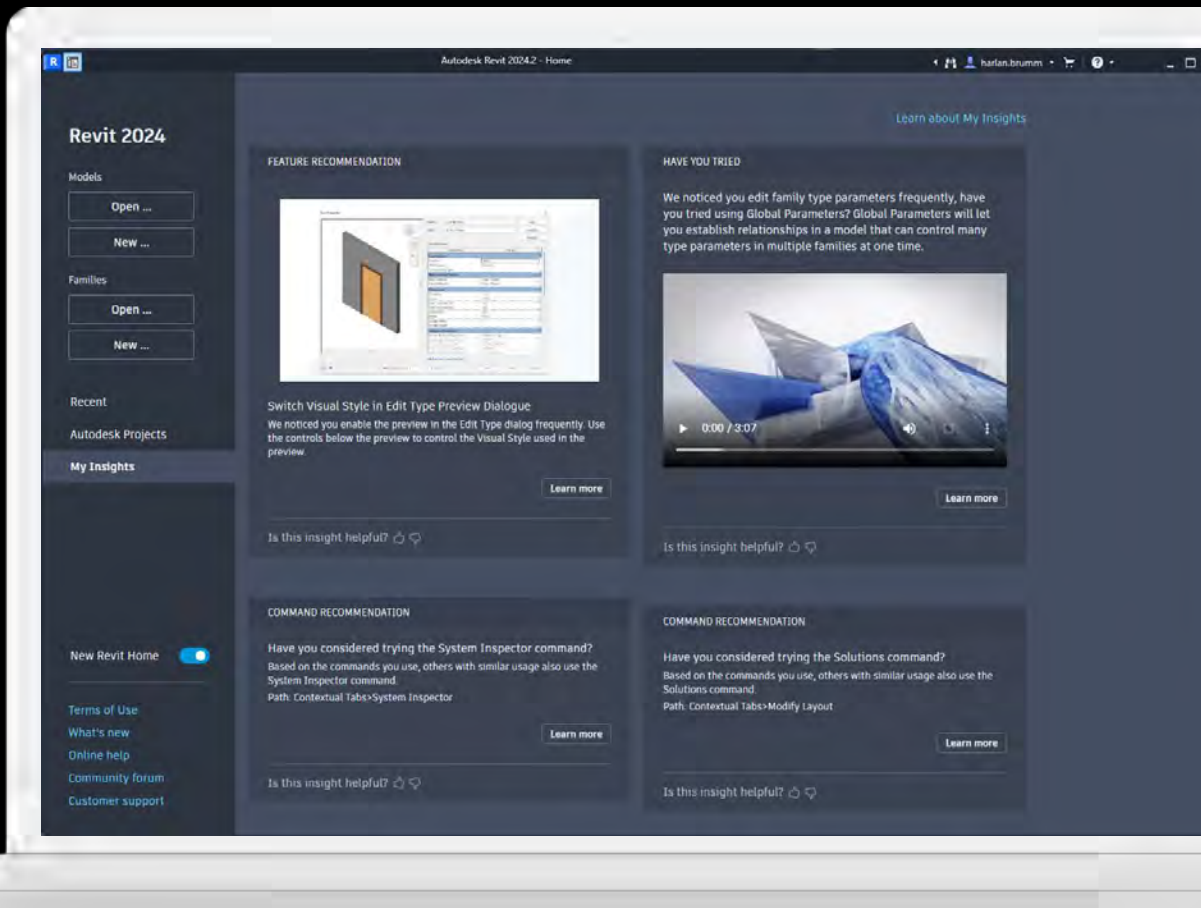 R
Autodesk Revit 2024.2 - Home
harlan.brumm
Revit 2024
Models
Open ...
New ...
Families
Open ...
New ...
Recent
Autodesk Projects
My Insights
New Revit Home
Terms of Use
What's new
Online help
Community forum
Customer support
Learn about My Insights
FEATURE RECOMMENDATION
Switch Visual Style in Edit Type Preview Dialogue
We noticed you enable the preview in the Edit Type dialog frequently. Use
the controls below the preview to control the Visual Style used in the
preview.
Learn more
Is this insight helpful?
HAVE YOU TRIED
We noticed you edit family type parameters frequently, have
you tried using Global Parameters? Global Parameters will let
you establish relationships in a model that can control many
type parameters in multiple families at one time.
0:00 / 3:07
Learn more
Is this insight helpful?
COMMAND RECOMMENDATION
Have you considered trying the System Inspector command?
Based on the commands you use, others with similar usage also use the
System Inspector command.
Path: Contextual Tabs>System Inspector
Learn more
Is this insight helpful?
COMMAND RECOMMENDATION
Have you considered trying the Solutions command?
Based on the commands you use, others with similar usage also use the
Solutions command.
Path: Contextual Tabs>Modify Layout
Learn more
Is this insight helpful?